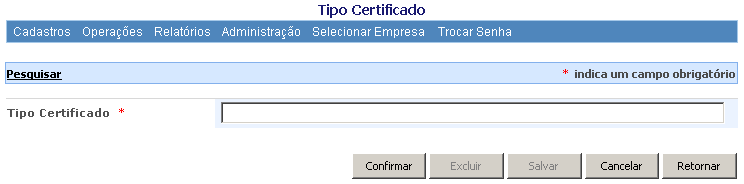 Tipo Certificado
Cadastros Operações Relatórios Administração Selecionar Empresa Trocar Senha
Pesquisar * indica um campo obrigatório
Tipo Certificado *
Confirmar Excluir Salvar Cancelar Retornar